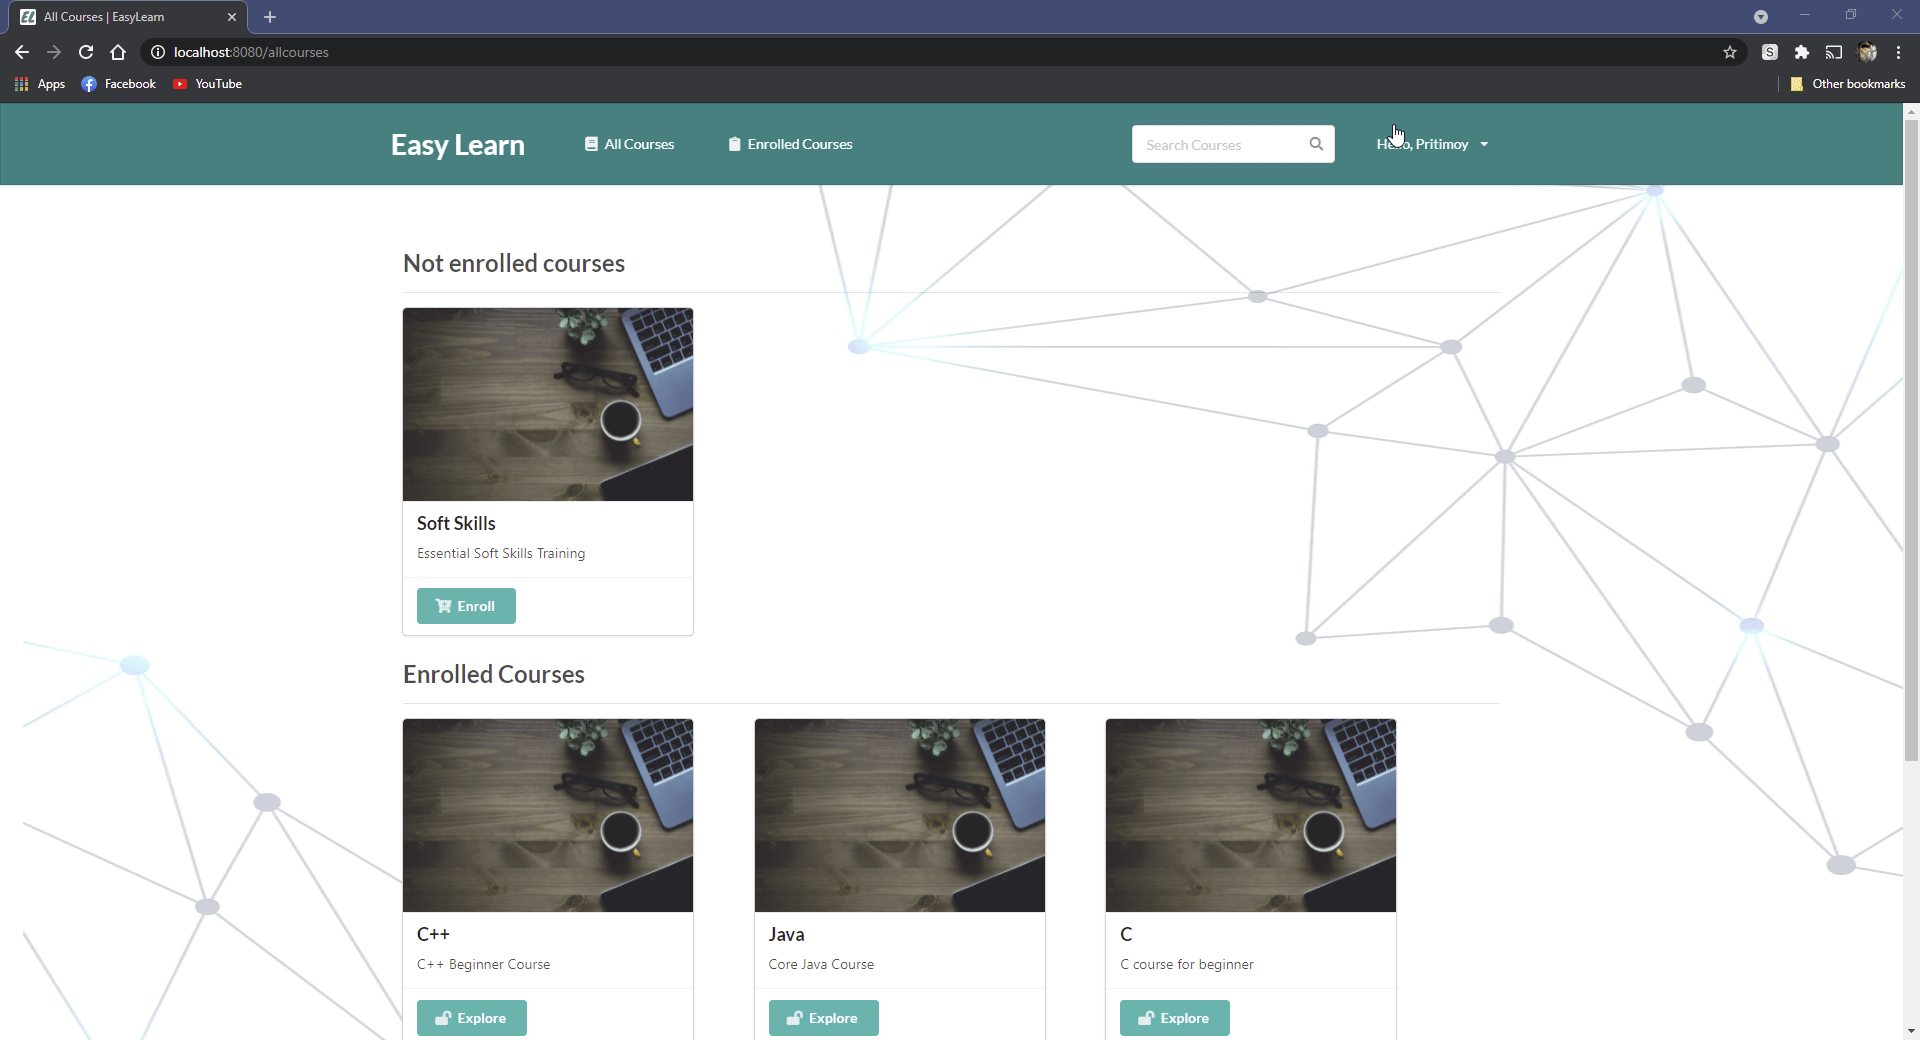 EL All Courses | EasyLearn
localhost:8080/allcourses
S
Apps Facebook YouTube Other bookmarks
Easy Learn All Courses Enrolled Courses Search Courses Hello, Pritimoy
Not enrolled courses
Soft Skills
Essential Soft Skills Training
Enroll
Enrolled Courses
C++ Java C
C++ Beginner Course Core Java Course C course for beginner
Explore Explore Explore